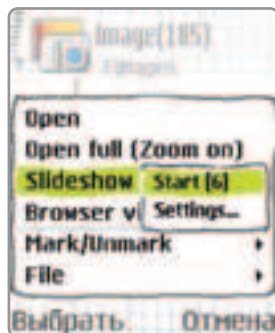 Image(185)
Open
Open full (Zoom on)
Slideshow
Start [6]
Browser vi
Settings...
Mark/Unmark
File
Выбрать
Отмена